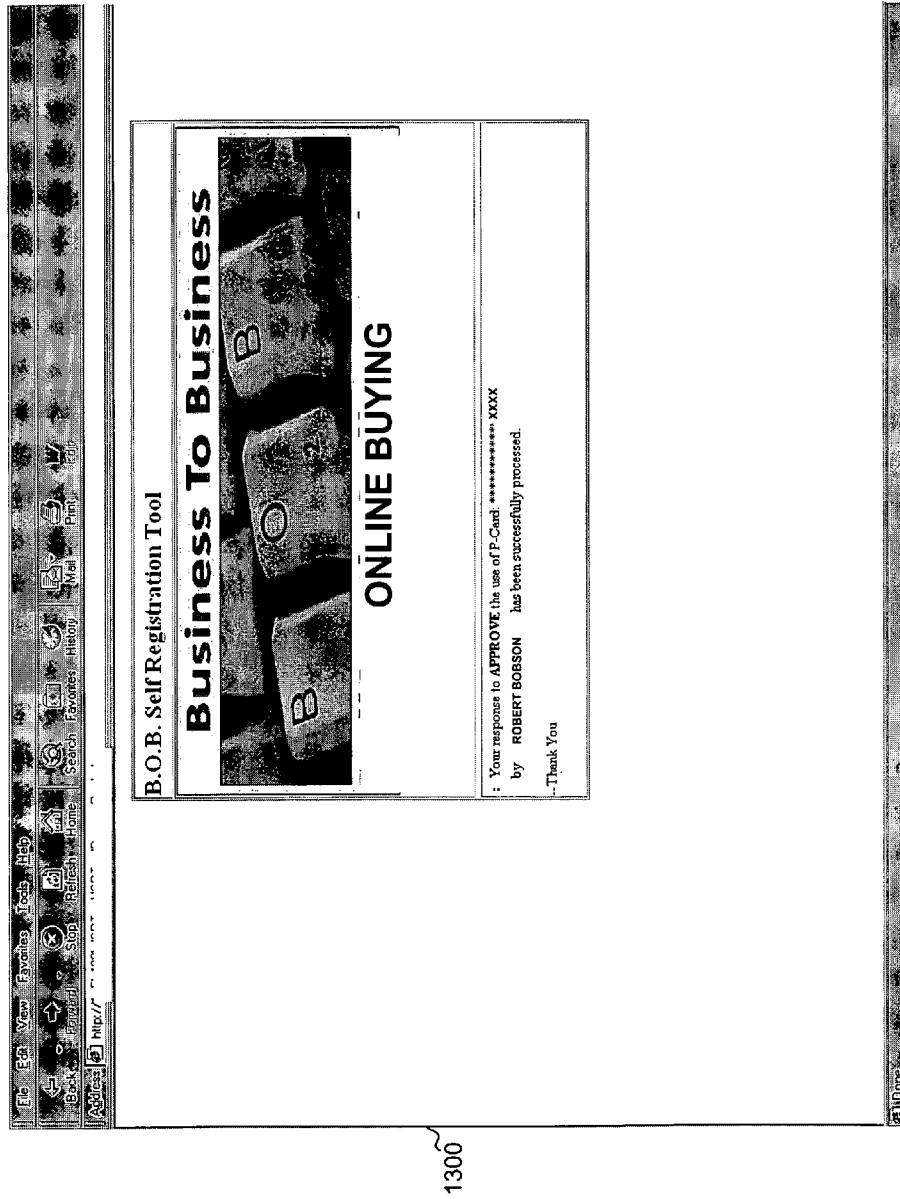 File Edit View Favorites Tools Help
Back Forward Stop Refresh Home Search Favorites History Mail Print Edit
Address http://
B.O.B. Self Registration Tool
Business To Business
B O B
2
ONLINE BUYING
: Your response to APPROVE the use of P-Card: ************ XXXX
by ROBERT BOBSON has been successfully processed.
--Thank You
Done
1300